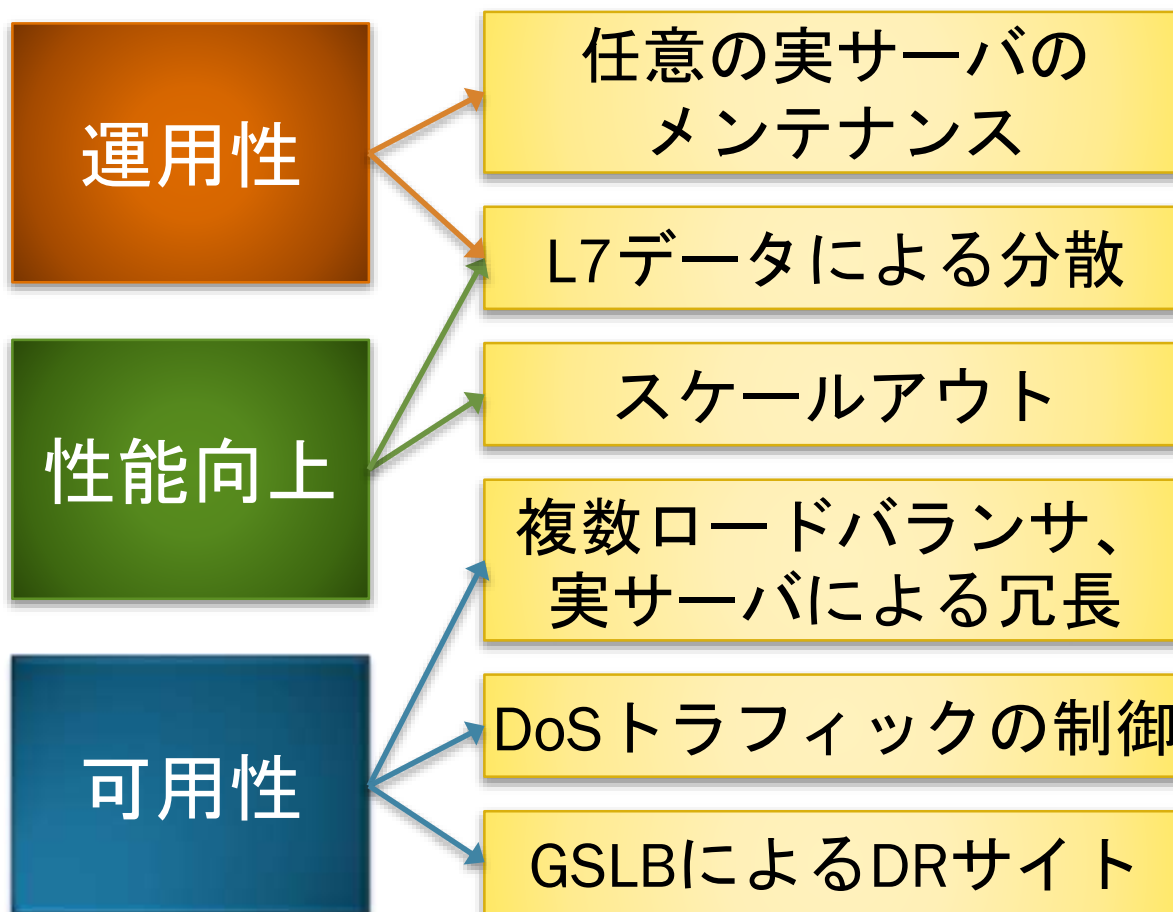 運用性
任意の実サーバの
メンテナンス
L7データによる分散
性能向上
スケールアウト
複数ロードバランサ、
実サーバによる冗長
可用性
DoSトラフィックの制御
GSLBによるDRサイト